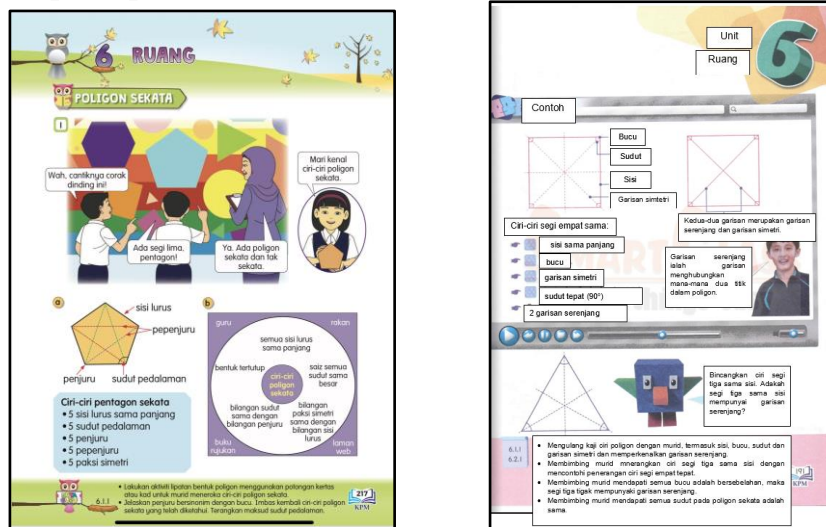 6 RUANG
POLIGON SEKATA
1
Wah, cantiknya corak
dinding ini!
Ada segi lima,
pentagon!
Ya. Ada poligon
sekata dan tak
sekata.
Mari kenal
ciri-ciri poligon
sekata.
a
sisi lurus
pepenjuru
penjuru
sudut pedalaman
Ciri-ciri pentagon sekata
• 5 sisi lurus sama panjang
• 5 sudut pedalaman
• 5 penjuru
• 5 pepenjuru
• 5 paksi simetri
b
guru
rakan
semua sisi lurus
sama panjang
bentuk tertutup
saiz semua
sudut sama
besar
ciri-ciri
poligon
sekata
bilangan sudut
sama dengan
bilangan penjuru
bilangan
paksi simetri
sama dengan
bilangan sisi
lurus
buku
rujukan
laman
web
• Lakukan aktiviti lipatan bentuk poligon menggunakan potongan kertas
atau kad untuk murid meneroka ciri-ciri poligon sekata.
• Jelaskan penjuru bersinonim dengan bucu. Imbas kembali ciri-ciri poligon
sekata yang telah diketahui. Terangkan maksud sudut pedalaman.
6.1.1
217
KPM
Unit
Ruang
6
Contoh
Bucu
Sudut
Sisi
Garisan simtetri
Kedua-dua garisan merupakan garisan
serenjang dan garisan simetri.
Ciri-ciri segi empat sama:
sisi sama panjang
bucu
garisan simetri
sudut tepat (90°)
2 garisan serenjang
Garisan serenjang
ialah garisan
menghubungkan
mana-mana dua titik
dalam poligon.
Bincangkan ciri segi
tiga sama sisi. Adakah
segi tiga sama sisi
mempunyai garisan
serenjang?
6.1.1
6.2.1
• Mengulang kaji ciri poligon dengan murid, termasuk sisi, bucu, sudut dan
garisan simetri dan memperkenalkan garisan serenjang.
• Membimbing murid mnerangkan ciri segi tiga sama sisi dengan
mencontohi penerangan ciri segi empat tepat.
• Membimbing murid mendapati semua bucu adalah bersebelahan, maka
segi tiga tigak mempunyaki garisan serenjang.
• Membimbing murid mendapati semua sudut pada poligon sekata adalah
sama.
191
KPM